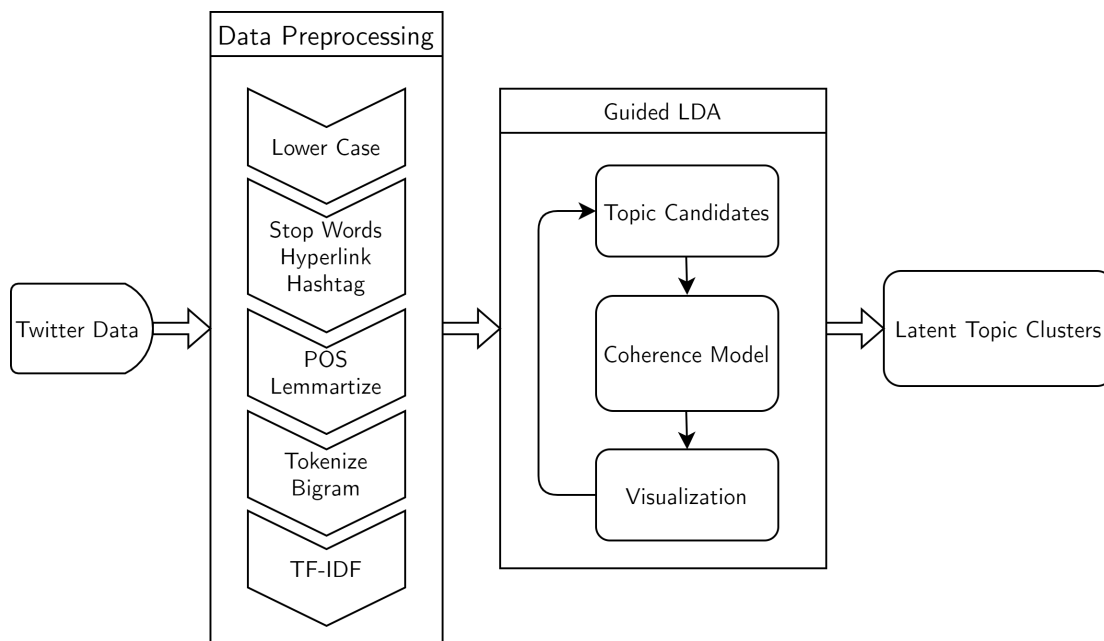 Data Preprocessing
Lower Case
Stop Words
Hyperlink
Hashtag
POS
Lemmartize
Tokenize
Bigram
TF-IDF
Twitter Data
Guided LDA
Topic Candidates
Coherence Model
Visualization
Latent Topic Clusters